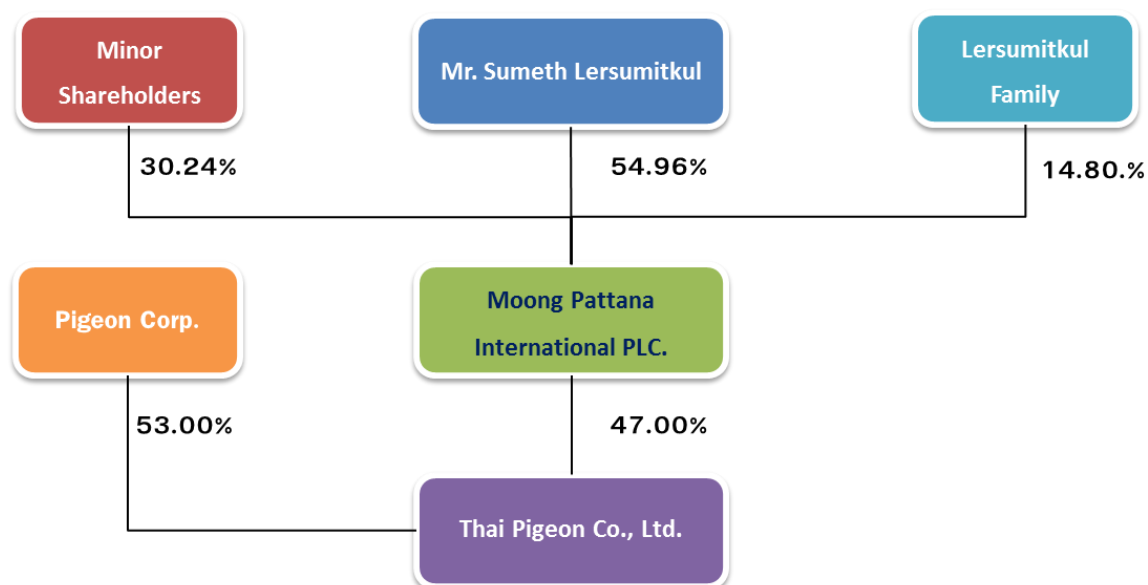 Minor
Shareholders
Mr. Sumeth Lersumitkul
Lersumitkul
Family
30.24%
54.96%
14.80.%
Pigeon Corp.
Moong Pattana
International PLC.
53.00%
47.00%
Thai Pigeon Co., Ltd.